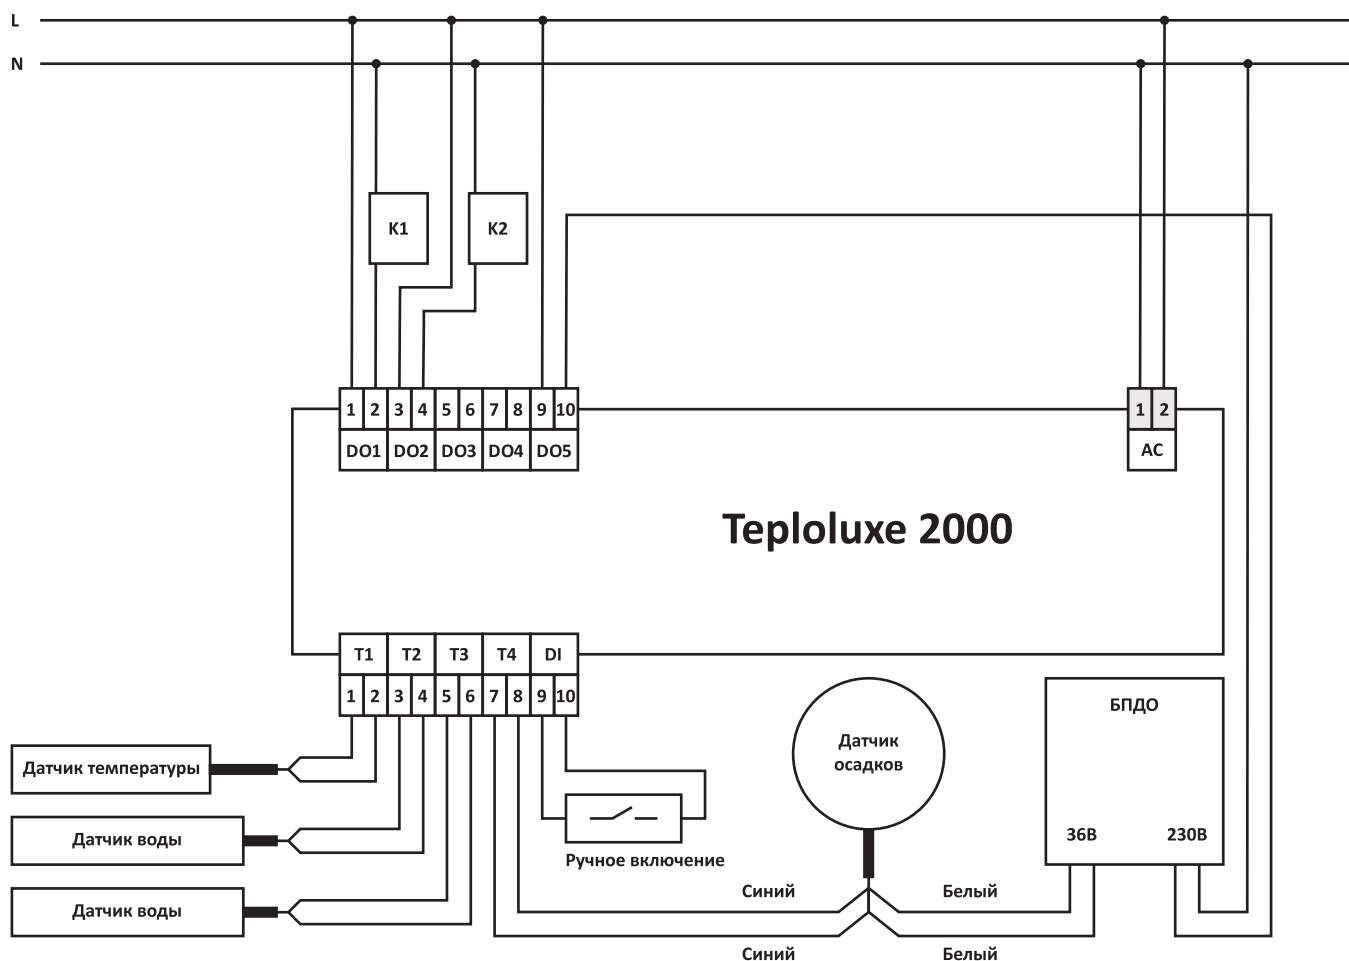 L
N
K1
K2
1 2 3 4 5 6 7 8 9 10
1 2
DO1 DO2 DO3 DO4 DO5
AC
Teploluxe 2000
T1 T2 T3 T4 DI
1 2 3 4 5 6 7 8 9 10
Датчик температуры
Датчик воды
Датчик воды
Ручное включение
Датчик
осадков
БПДО
36В 230В
Синий Белый
Синий Белый